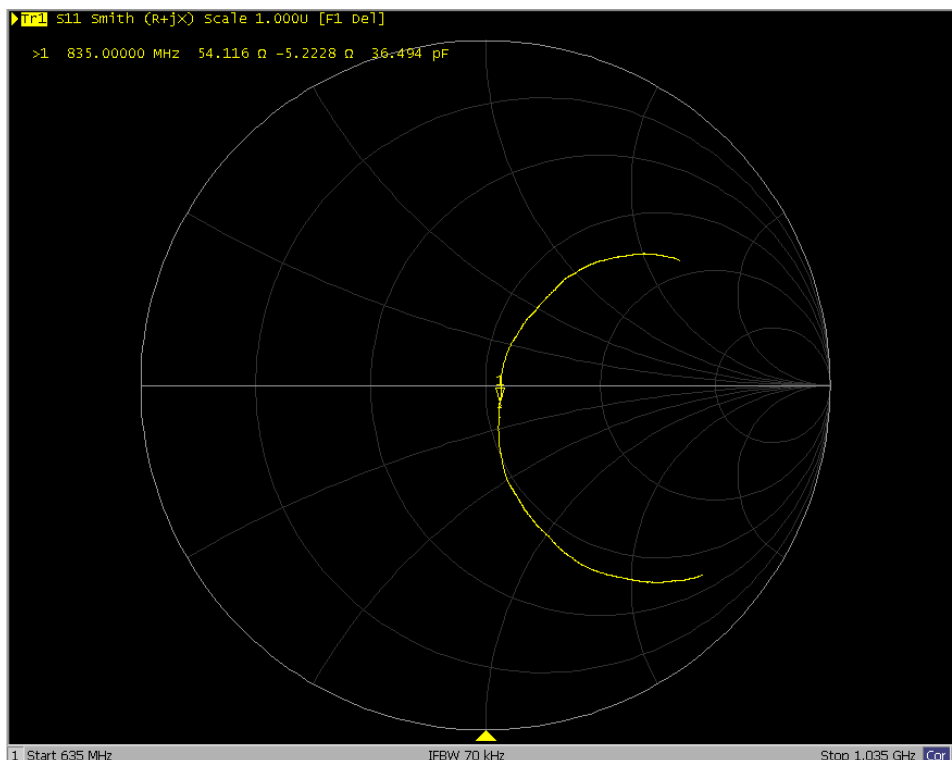 Tr1 S11 Smith (R+jX) Scale 1.000U [F1 Del]
>1 835.00000 MHz 54.116 Ω -5.2228 Ω 36.494 pF
1
1 Start 635 MHz IFBW 70 kHz Stop 1.035 GHz Cor